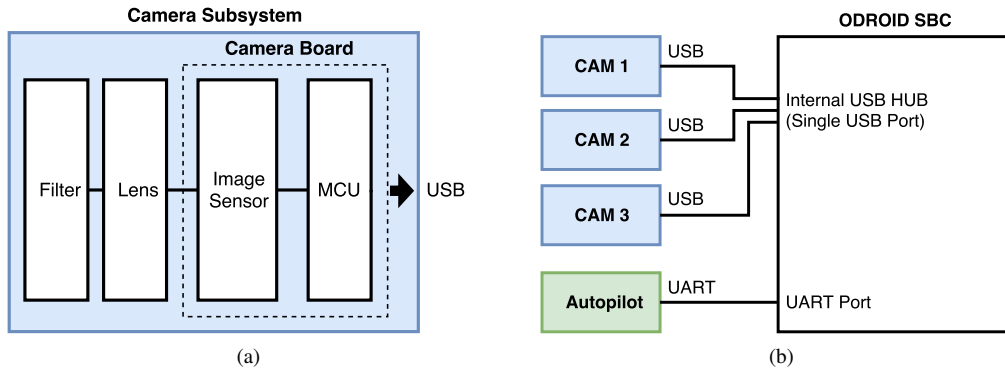 Camera Subsystem
Camera Board
Filter
Lens
Image
Sensor
MCU
USB
(a)
ODROID SBC
CAM 1
USB
CAM 2
USB
CAM 3
USB
Internal USB HUB
(Single USB Port)
Autopilot
UART
UART Port
(b)